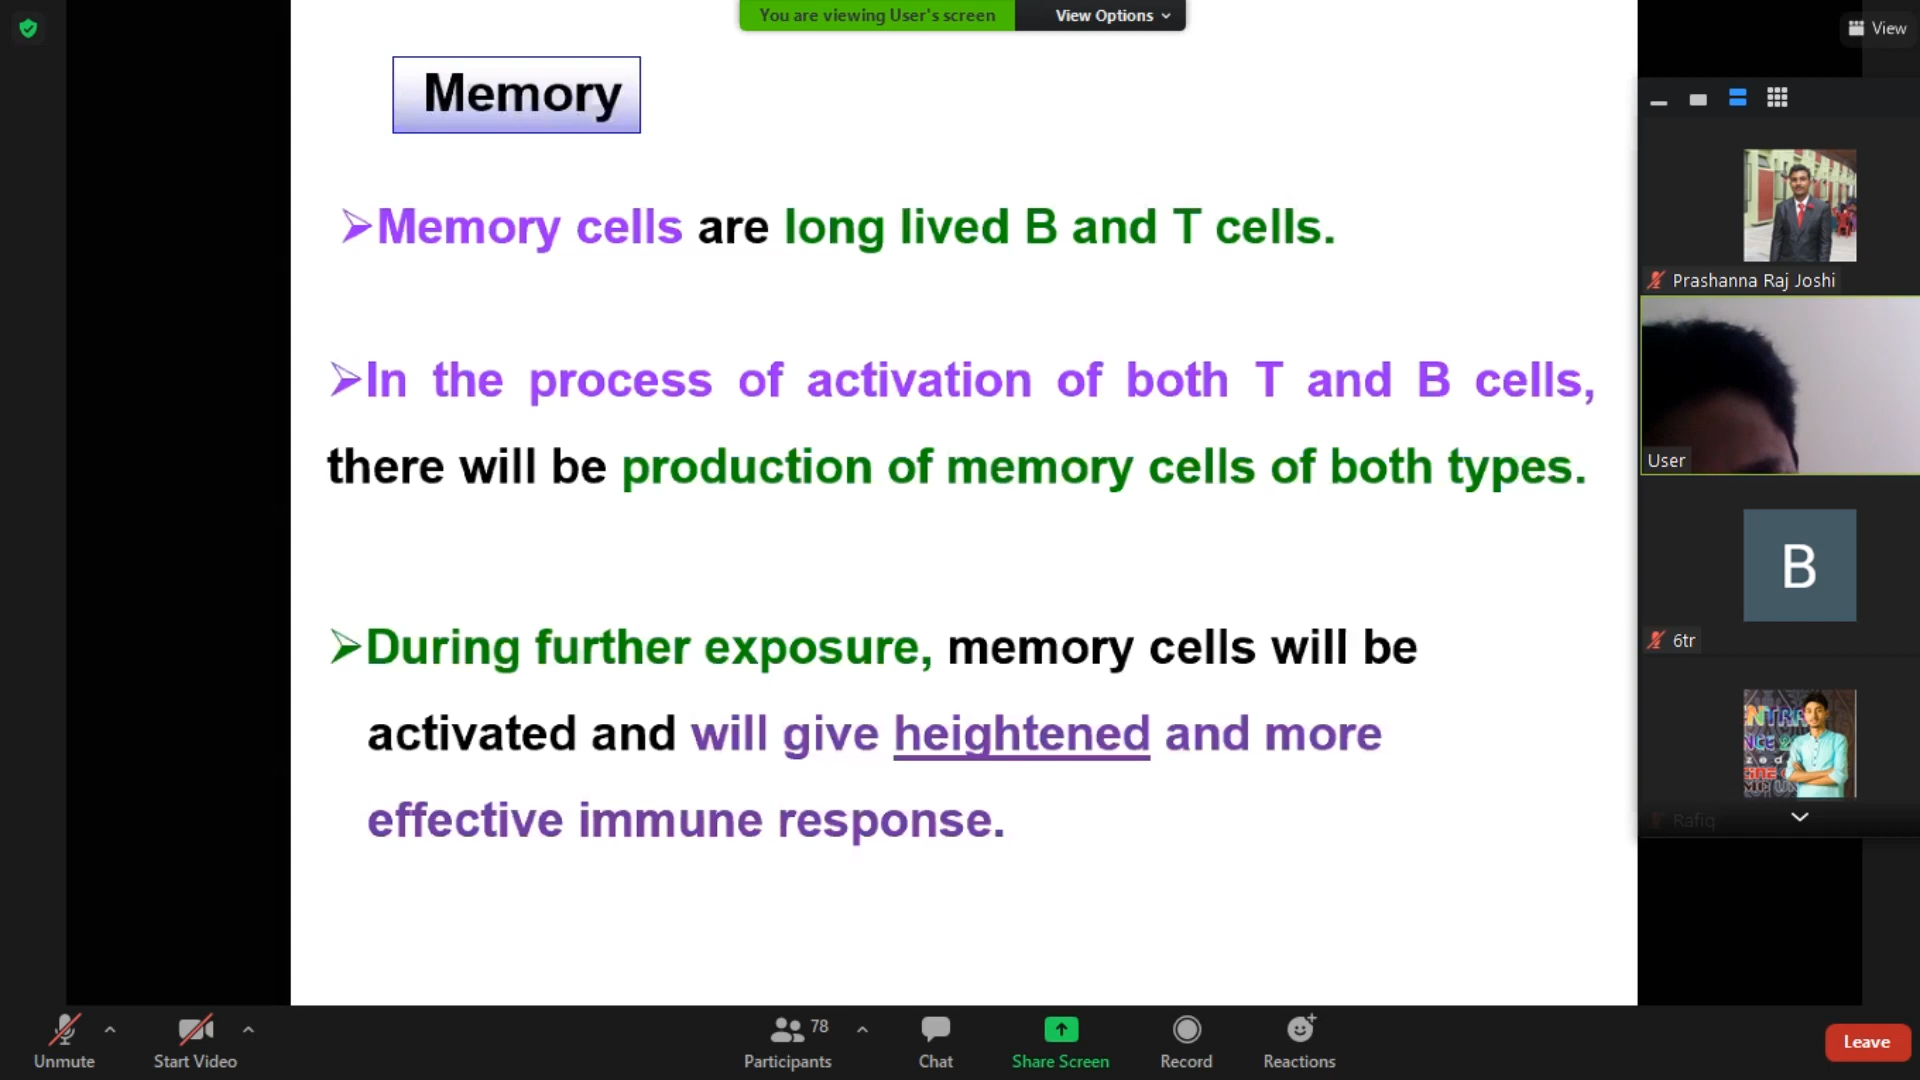 You are viewing User's screen
View Options
View
Memory
➢Memory cells are long lived B and T cells.
➢In the process of activation of both T and B cells,
there will be production of memory cells of both types.
➢During further exposure, memory cells will be
activated and will give heightened and more
effective immune response.
Prashanna Raj Joshi
User
B
6tr
Rafiq
Unmute
Start Video
78
Participants
Chat
Share Screen
Record
Reactions
Leave